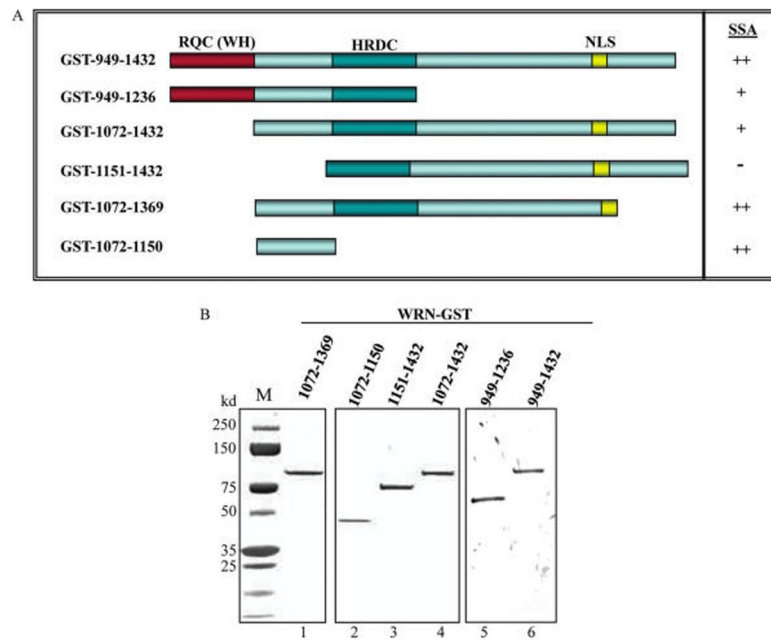 A
SSA
RQC (WH) HRDC NLS
GST-949-1432 ++
GST-949-1236 +
GST-1072-1432 +
GST-1151-1432 -
GST-1072-1369 ++
GST-1072-1150 ++
B
WRN-GST
1072-1369 1072-1150 1151-1432 1072-1432 949-1236 949-1432
kd M
250
150
75
50
35
25
1 2 3 4 5 6